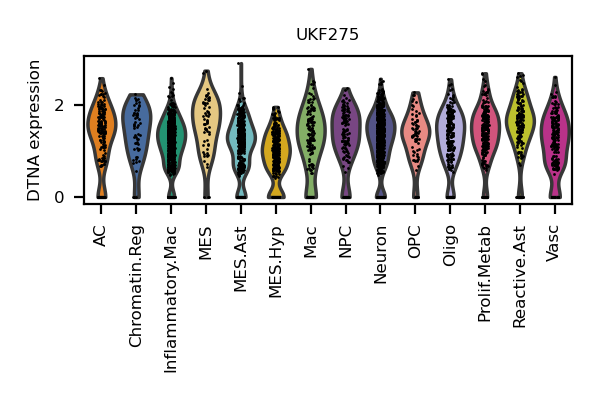 UKF275
DTNA expression
2
0
AC
Chromatin.Reg
Inflammatory.Mac
MES
MES.Ast
MES.Hyp
Mac
NPC
Neuron
OPC
Oligo
Prolif.Metab
Reactive.Ast
Vasc